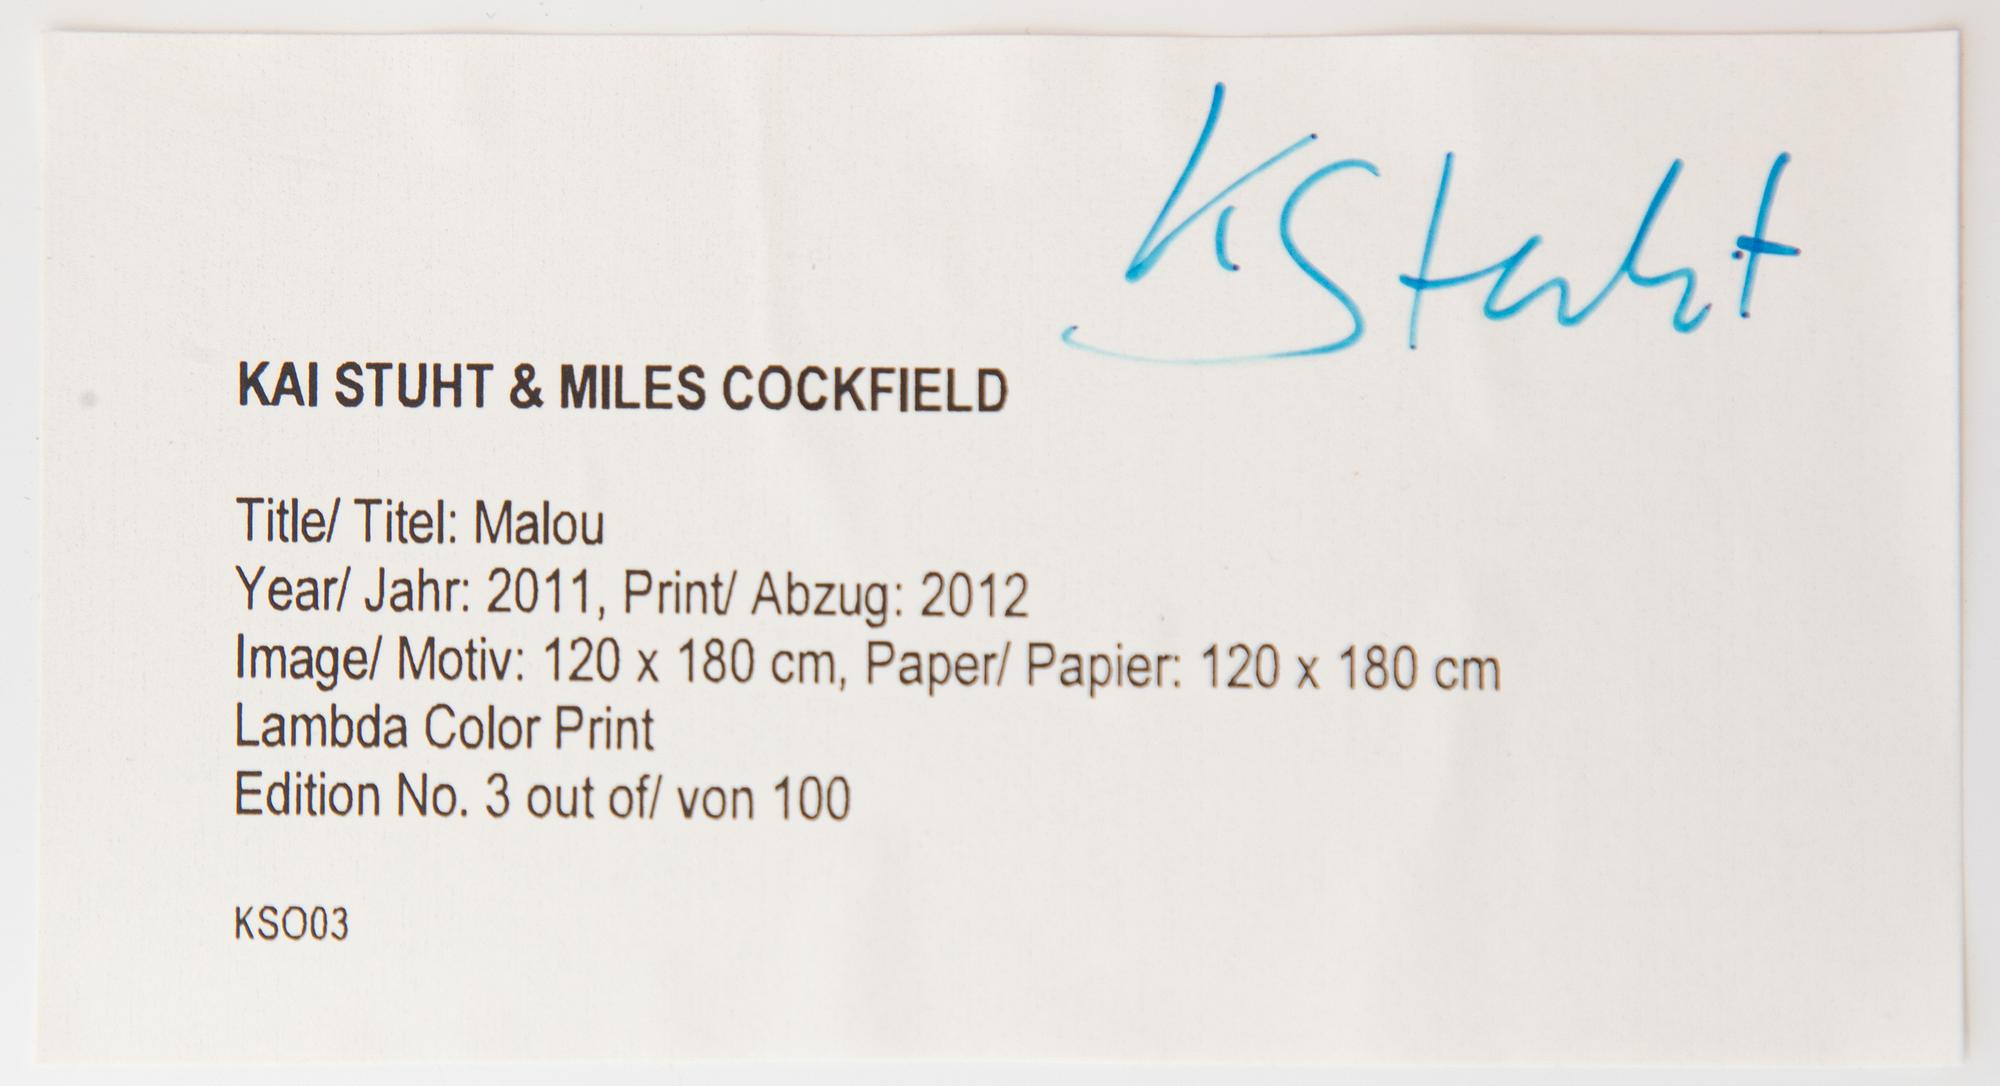 KStuht
KAI STUHT & MILES COCKFIELD
Title/ Titel: Malou
Year/ Jahr: 2011, Print/ Abzug: 2012
Image/ Motiv: 120 x 180 cm, Paper/ Papier: 120 x 180 cm
Lambda Color Print
Edition No. 3 out of/ von 100
KSO03